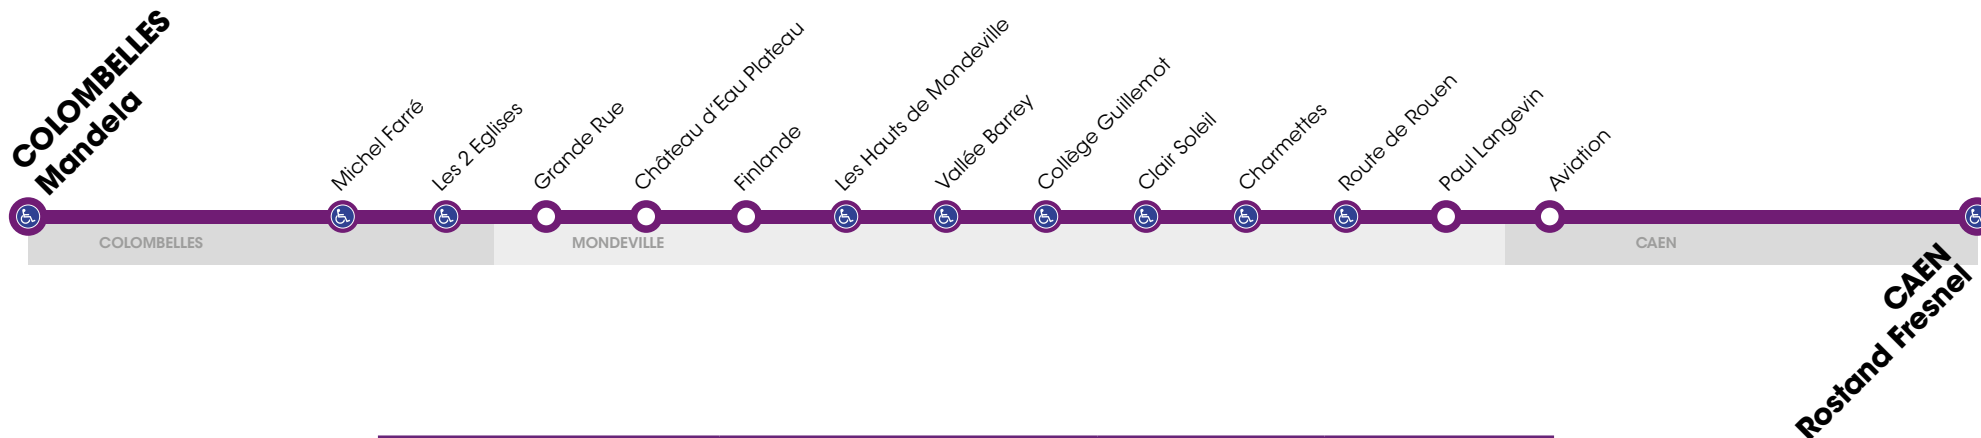 COLOMBELLES
Mandela
Michel Farré
Les 2 Eglises
Grande Rue
Château d'Eau Plateau
Finlande
Les Hauts de Mondeville
Vallée Barrey
Collège Guillemot
Clair Soleil
Charmettes
Route de Rouen
Paul Langevin
Aviation
COLOMBELLES
MONDEVILLE
CAEN
CAEN
Rostand Fresnel